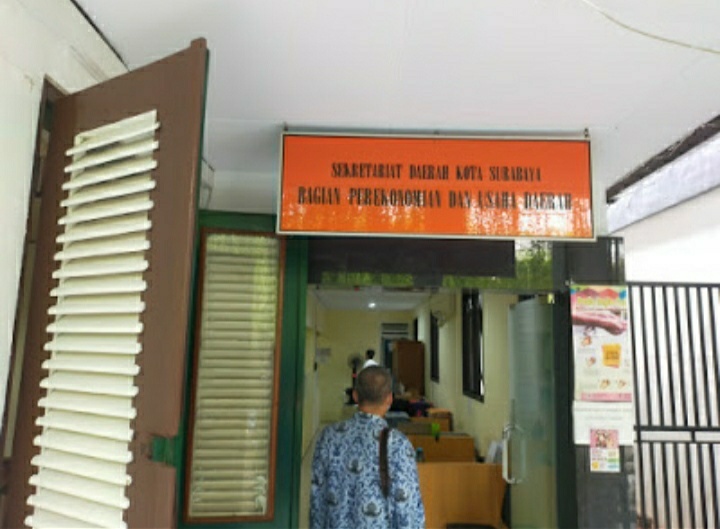 SEKRETARIAT DAERAH KOTA SURABAYA
BAGIAN PEREKONOMIAN DAN USAHA DAERAH